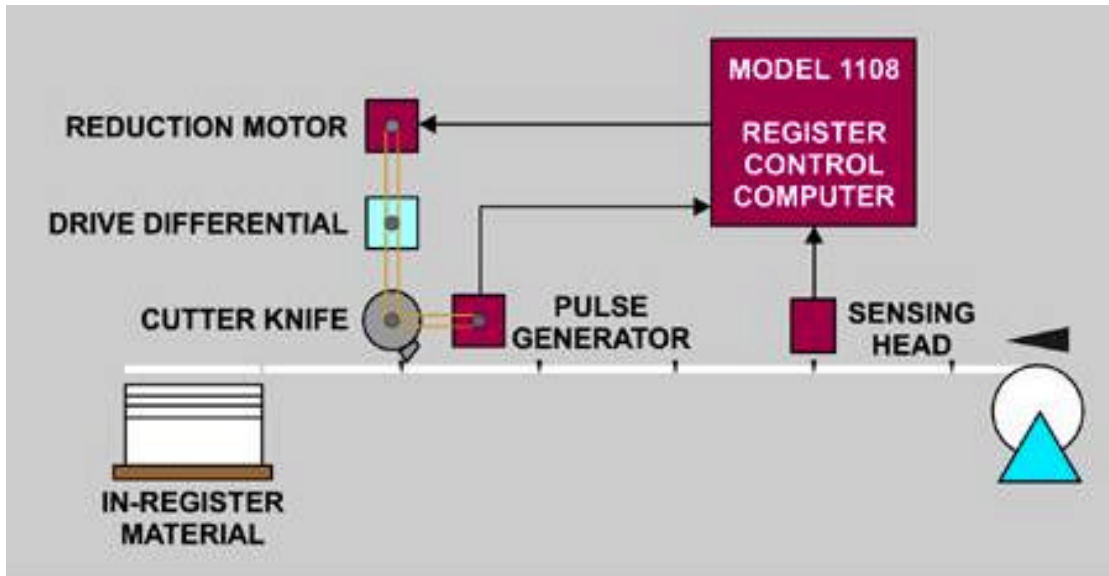 MODEL 1108
REGISTER
CONTROL
COMPUTER
REDUCTION MOTOR
DRIVE DIFFERENTIAL
CUTTER KNIFE
PULSE
GENERATOR
SENSING
HEAD
IN-REGISTER
MATERIAL